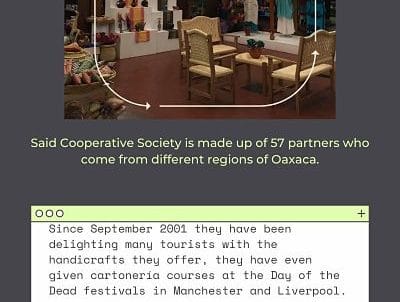 Said Cooperative Society is made up of 57 partners who
come from different regions of Oaxaca.
Since September 2001 they have been
delighting many tourists with the
handicrafts they offer, they have even
given cartonería courses at the Day of the
Dead festivals in Manchester and Liverpool.